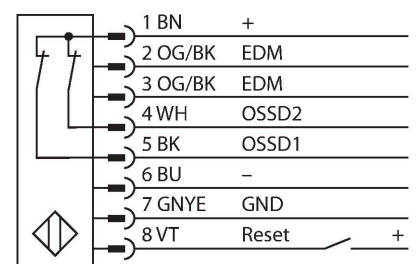 1 BN +
2 OG/BK EDM
3 OG/BK EDM
4 WH OSSD2
5 BK OSSD1
6 BU –
7 GNYE GND
8 VT Reset +